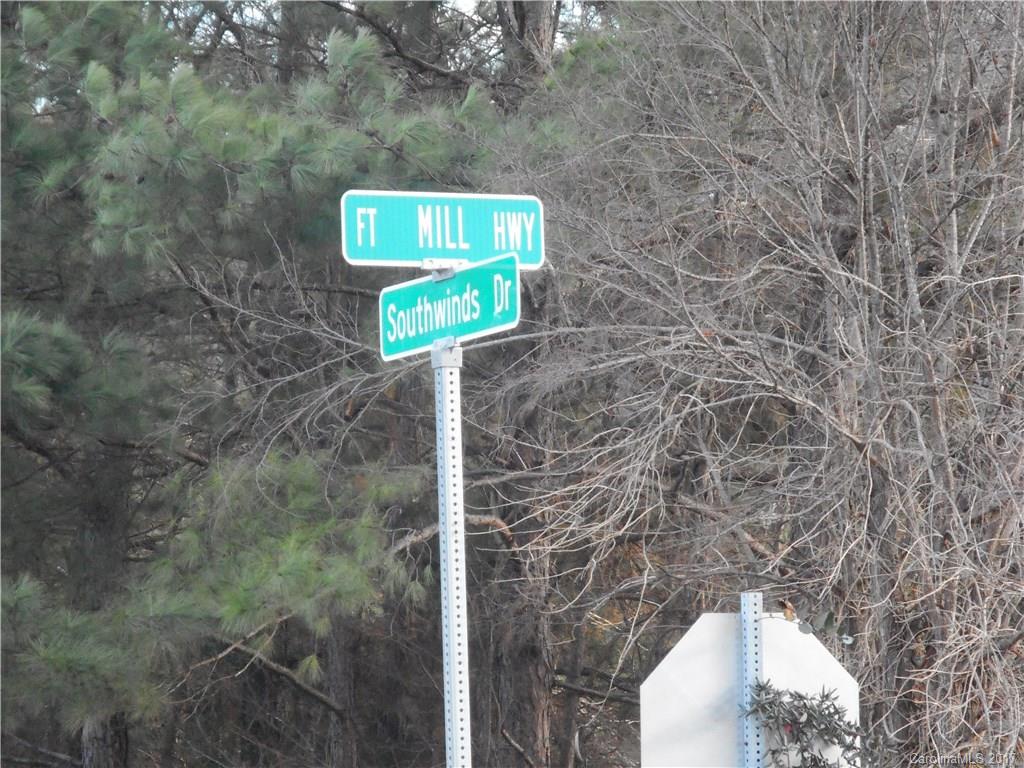 FT MILL HWY
Southwinds Dr
CarolinaMLS 2017